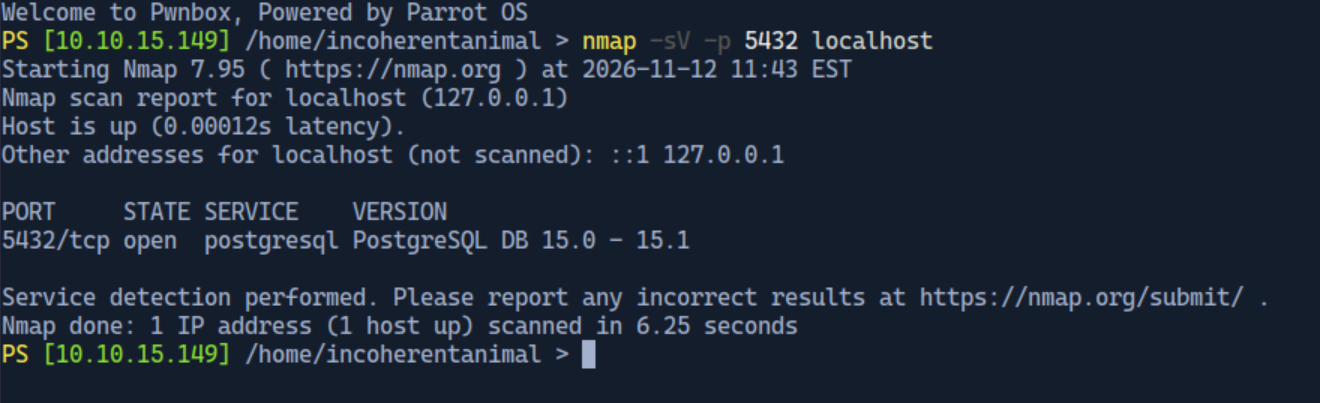 Welcome to Pwnbox, Powered by Parrot OS
PS [10.10.15.149] /home/incoherentanimal > nmap -sV -p 5432 localhost
Starting Nmap 7.95 ( https://nmap.org ) at 2026-11-12 11:43 EST
Nmap scan report for localhost (127.0.0.1)
Host is up (0.00012s latency).
Other addresses for localhost (not scanned): ::1 127.0.0.1
PORT     STATE SERVICE    VERSION
5432/tcp open  postgresql PostgreSQL DB 15.0 - 15.1
Service detection performed. Please report any incorrect results at https://nmap.org/submit/ .
Nmap done: 1 IP address (1 host up) scanned in 6.25 seconds
PS [10.10.15.149] /home/incoherentanimal >